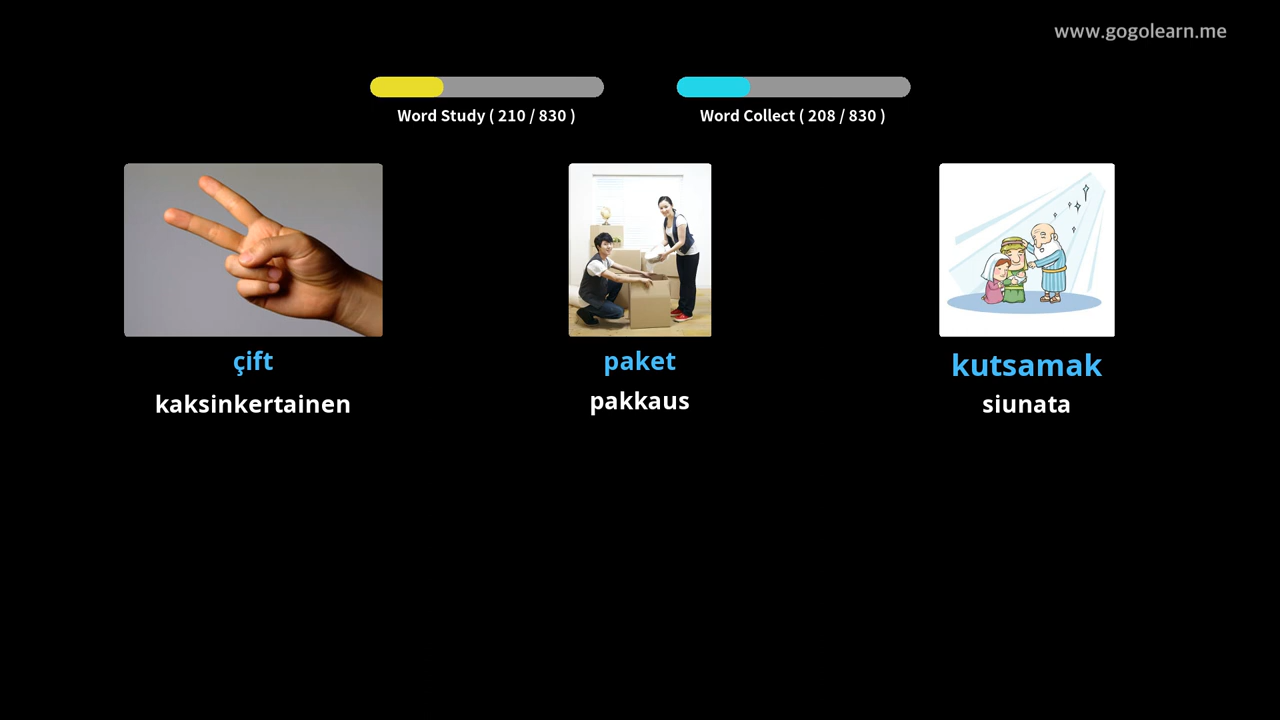 www.gogolearn.me
Word Study ( 210 / 830 )
Word Collect ( 208 / 830 )
çift
kaksinkertainen
paket
pakkaus
kutsamak
siunata